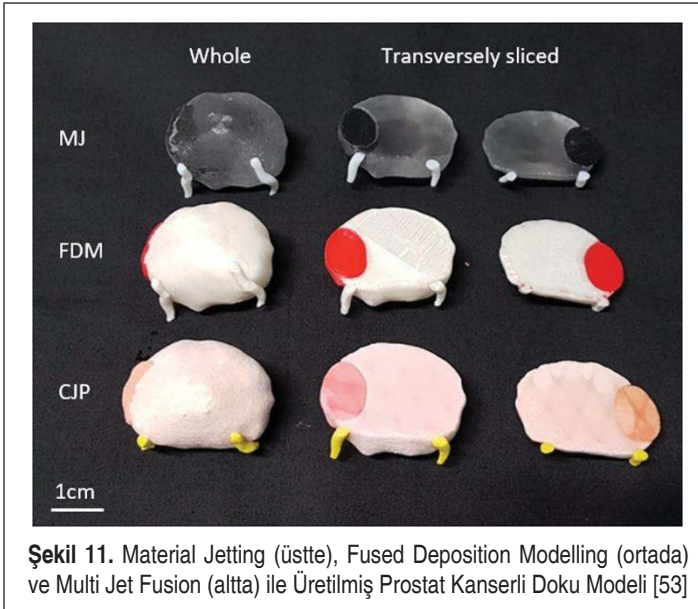 Whole
Transversely sliced
MJ
FDM
CJP
1cm
Şekil 11. Material Jetting (üstte), Fused Deposition Modelling (ortada)
ve Multi Jet Fusion (altta) ile Üretilmiş Prostat Kanserli Doku Modeli [53]